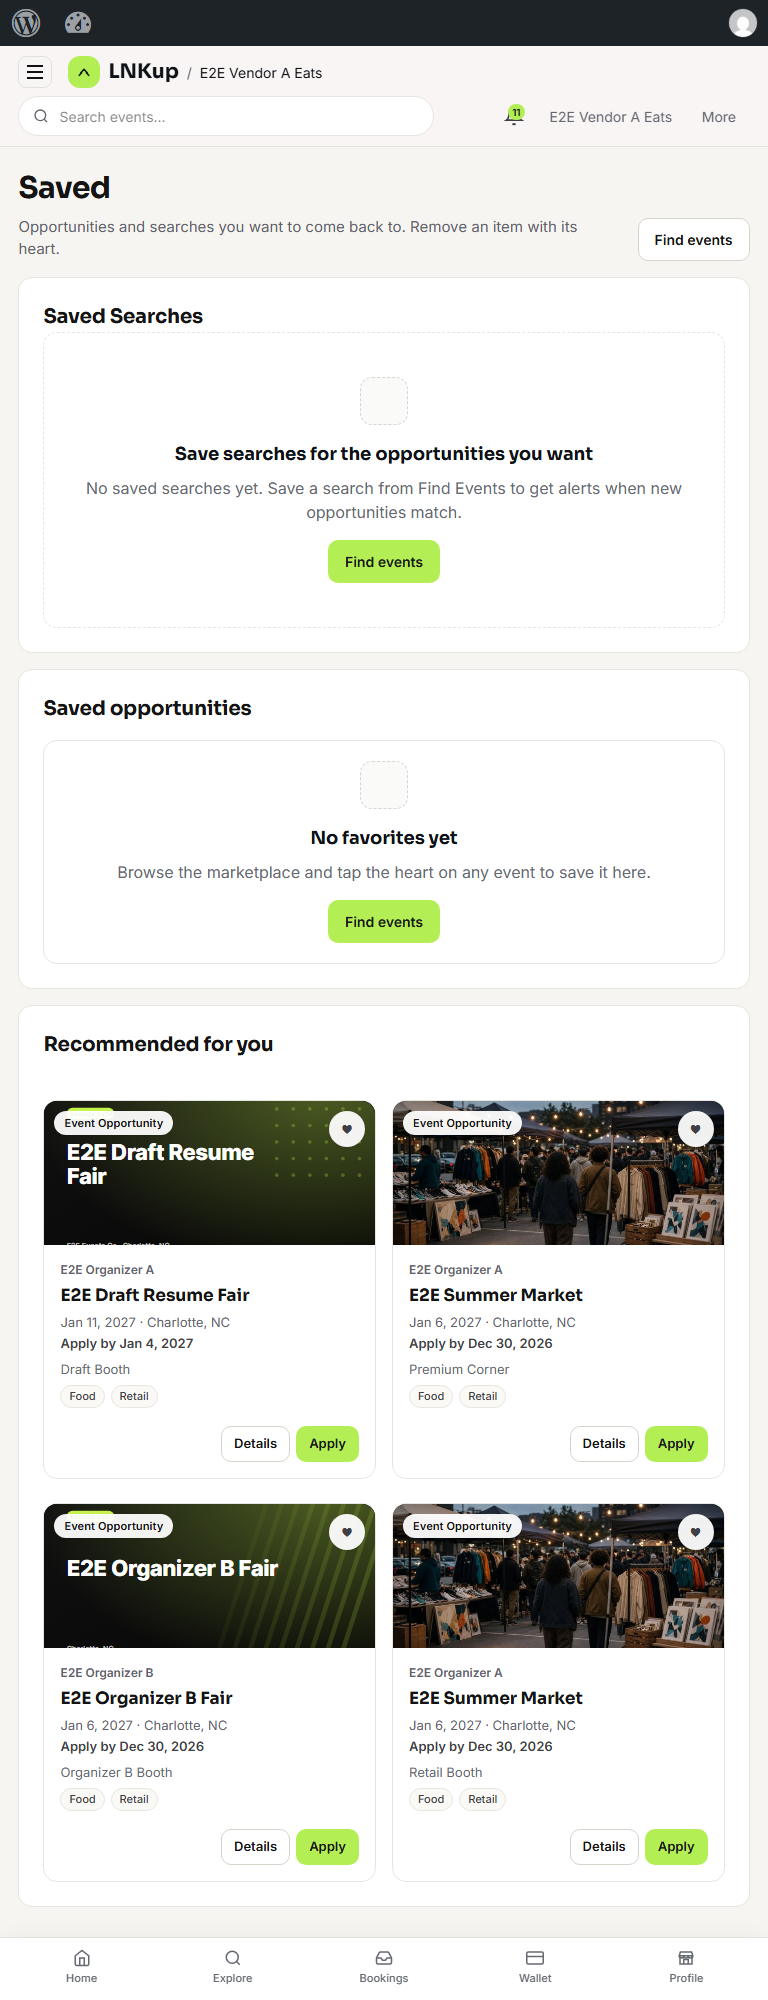 LNKup / E2E Vendor A Eats
Search events...
11
E2E Vendor A Eats
More
Saved
Opportunities and searches you want to come back to. Remove an item with its
heart.
Find events
Saved Searches
Save searches for the opportunities you want
No saved searches yet. Save a search from Find Events to get alerts when new
opportunities match.
Find events
Saved opportunities
No favorites yet
Browse the marketplace and tap the heart on any event to save it here.
Find events
Recommended for you
Event Opportunity
E2E Draft Resume
Fair
E2E Organizer A
E2E Draft Resume Fair
Jan 11, 2027 · Charlotte, NC
Apply by Jan 4, 2027
Draft Booth
Food
Retail
Details
Apply
Event Opportunity
E2E Organizer A
E2E Summer Market
Jan 6, 2027 · Charlotte, NC
Apply by Dec 30, 2026
Premium Corner
Food
Retail
Details
Apply
Event Opportunity
E2E Organizer B Fair
E2E Organizer B
E2E Organizer B Fair
Jan 6, 2027 · Charlotte, NC
Apply by Dec 30, 2026
Organizer B Booth
Food
Retail
Details
Apply
Event Opportunity
E2E Organizer A
E2E Summer Market
Jan 6, 2027 · Charlotte, NC
Apply by Dec 30, 2026
Retail Booth
Food
Retail
Details
Apply
Home
Explore
Bookings
Wallet
Profile